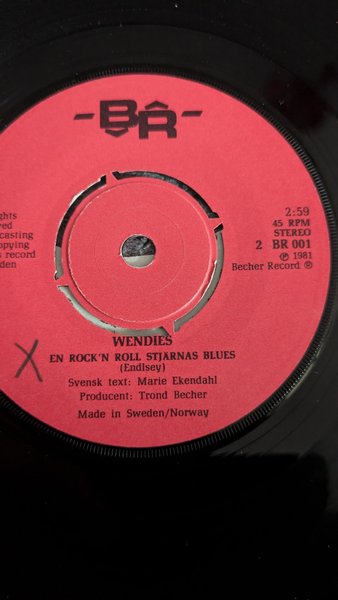 BR
ghts
ved
casting
opying
s record
den
2:59
45 RPM
STEREO
2 BR 001
℗ 1981
Becher Record ®
WENDIES
X
EN ROCK'N ROLL STJÄRNAS BLUES
(Endlsey)
Svensk text: Marie Ekendahl
Producent: Trond Becher
Made in Sweden/Norway